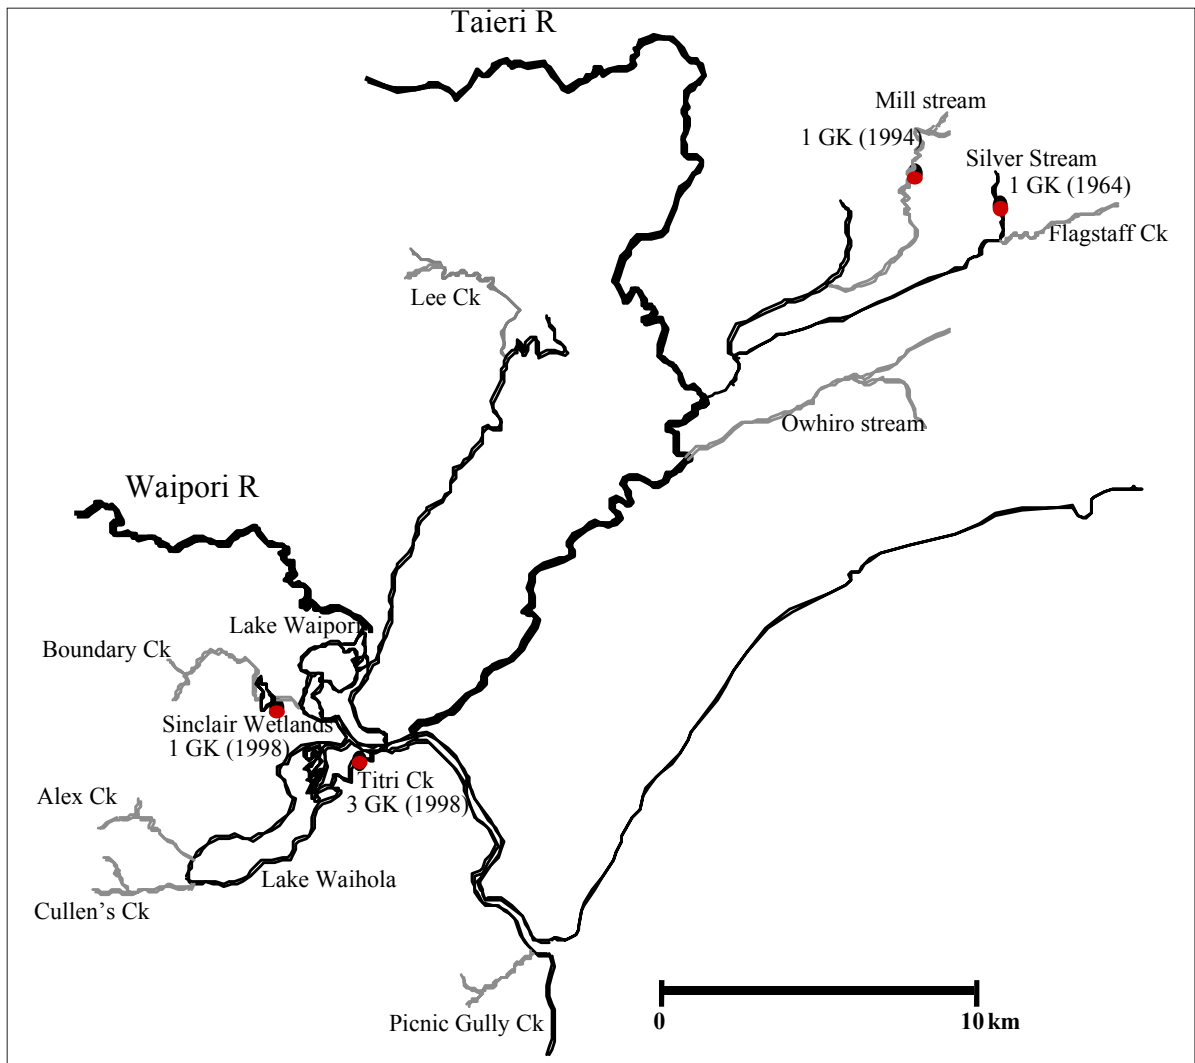 Taieri R
Mill stream
1 GK (1994)
Silver Stream
1 GK (1964)
Flagstaff Ck
Lee Ck
Owhiro stream
Waipori R
Lake Waipori
Boundary Ck
Sinclair Wetlands
1 GK (1998)
Titri Ck
3 GK (1998)
Alex Ck
Lake Waihola
Cullen's Ck
Picnic Gully Ck
0
10 km